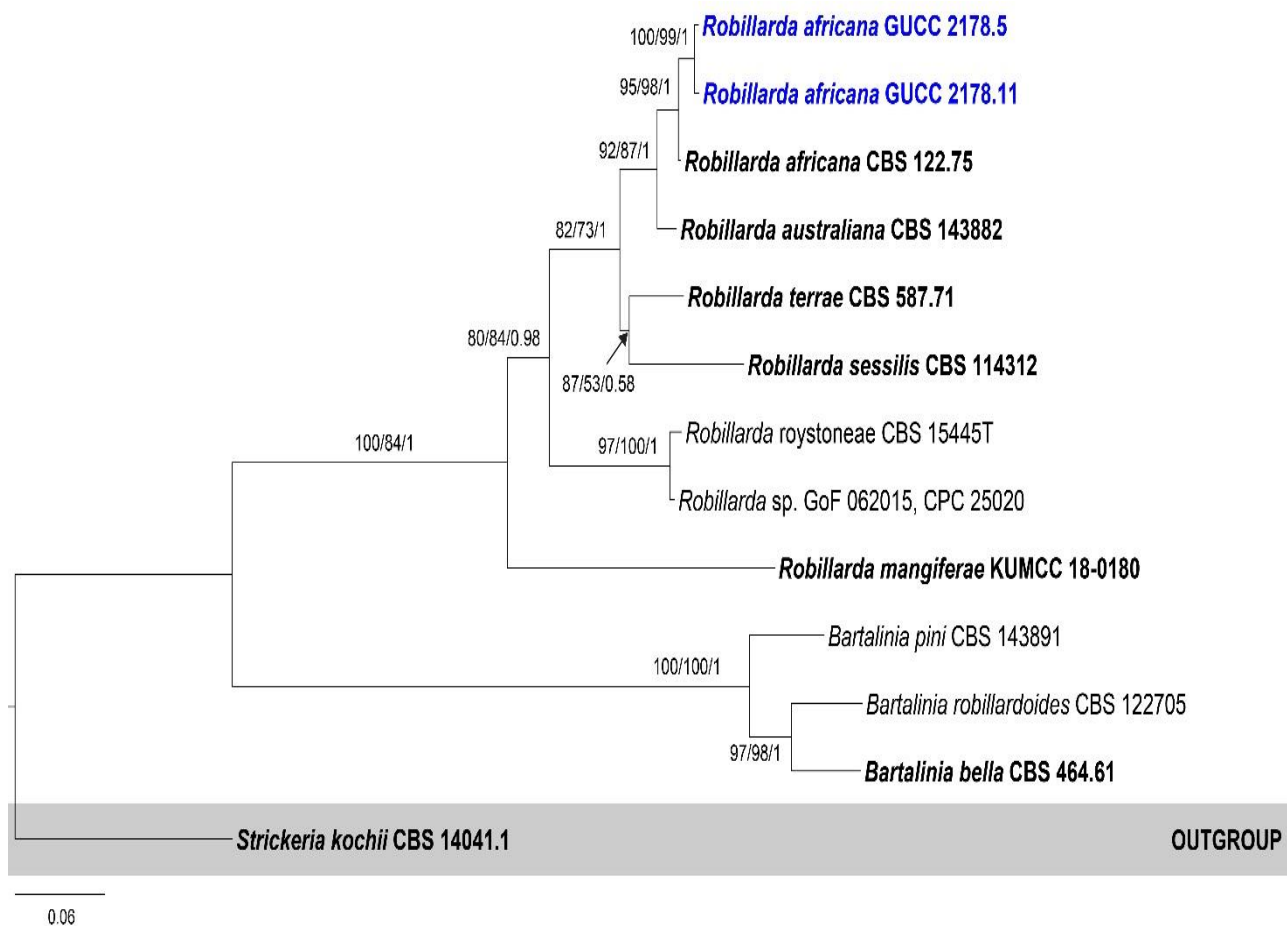 Robillarda africana GUCC 2178.5
100/99/1
Robillarda africana GUCC 2178.11
95/98/1
Robillarda africana CBS 122.75
92/87/1
Robillarda australiana CBS 143882
82/73/1
Robillarda terrae CBS 587.71
80/84/0.98
Robillarda sessilis CBS 114312
87/53/0.58
Robillarda roystoneae CBS 15445T
97/100/1
100/84/1
Robillarda sp. GoF 062015, CPC 25020
Robillarda mangiferae KUMCC 18-0180
Bartalinia pini CBS 143891
100/100/1
Bartalinia robillardoides CBS 122705
97/98/1
Bartalinia bella CBS 464.61
Strickeria kochii CBS 14041.1
OUTGROUP
0.06